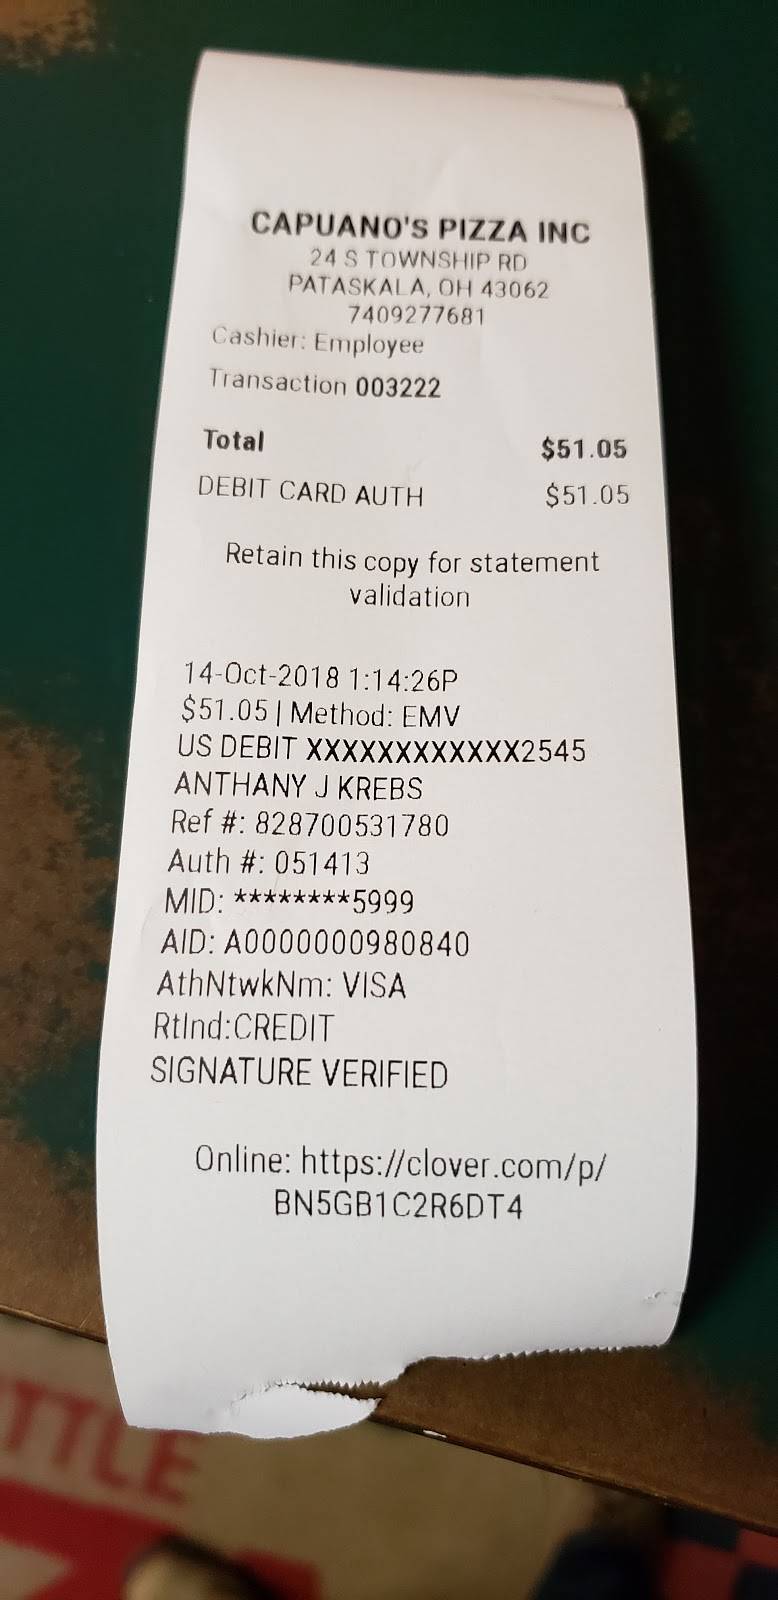 CAPUANO'S PIZZA INC
24 S TOWNSHIP RD
PATASKALA, OH 43062
7409277681
Cashier: Employee
Transaction 003222
Total $51.05
DEBIT CARD AUTH $51.05
Retain this copy for statement
validation
14-Oct-2018 1:14:26P
$51.05 | Method: EMV
US DEBIT XXXXXXXXXXXX2545
ANTHANY J KREBS
Ref #: 828700531780
Auth #: 051413
MID: ********5999
AID: A0000000980840
AthNtwkNm: VISA
RtInd:CREDIT
SIGNATURE VERIFIED
Online: https://clover.com/p/
BN5GB1C2R6DT4
TTLE